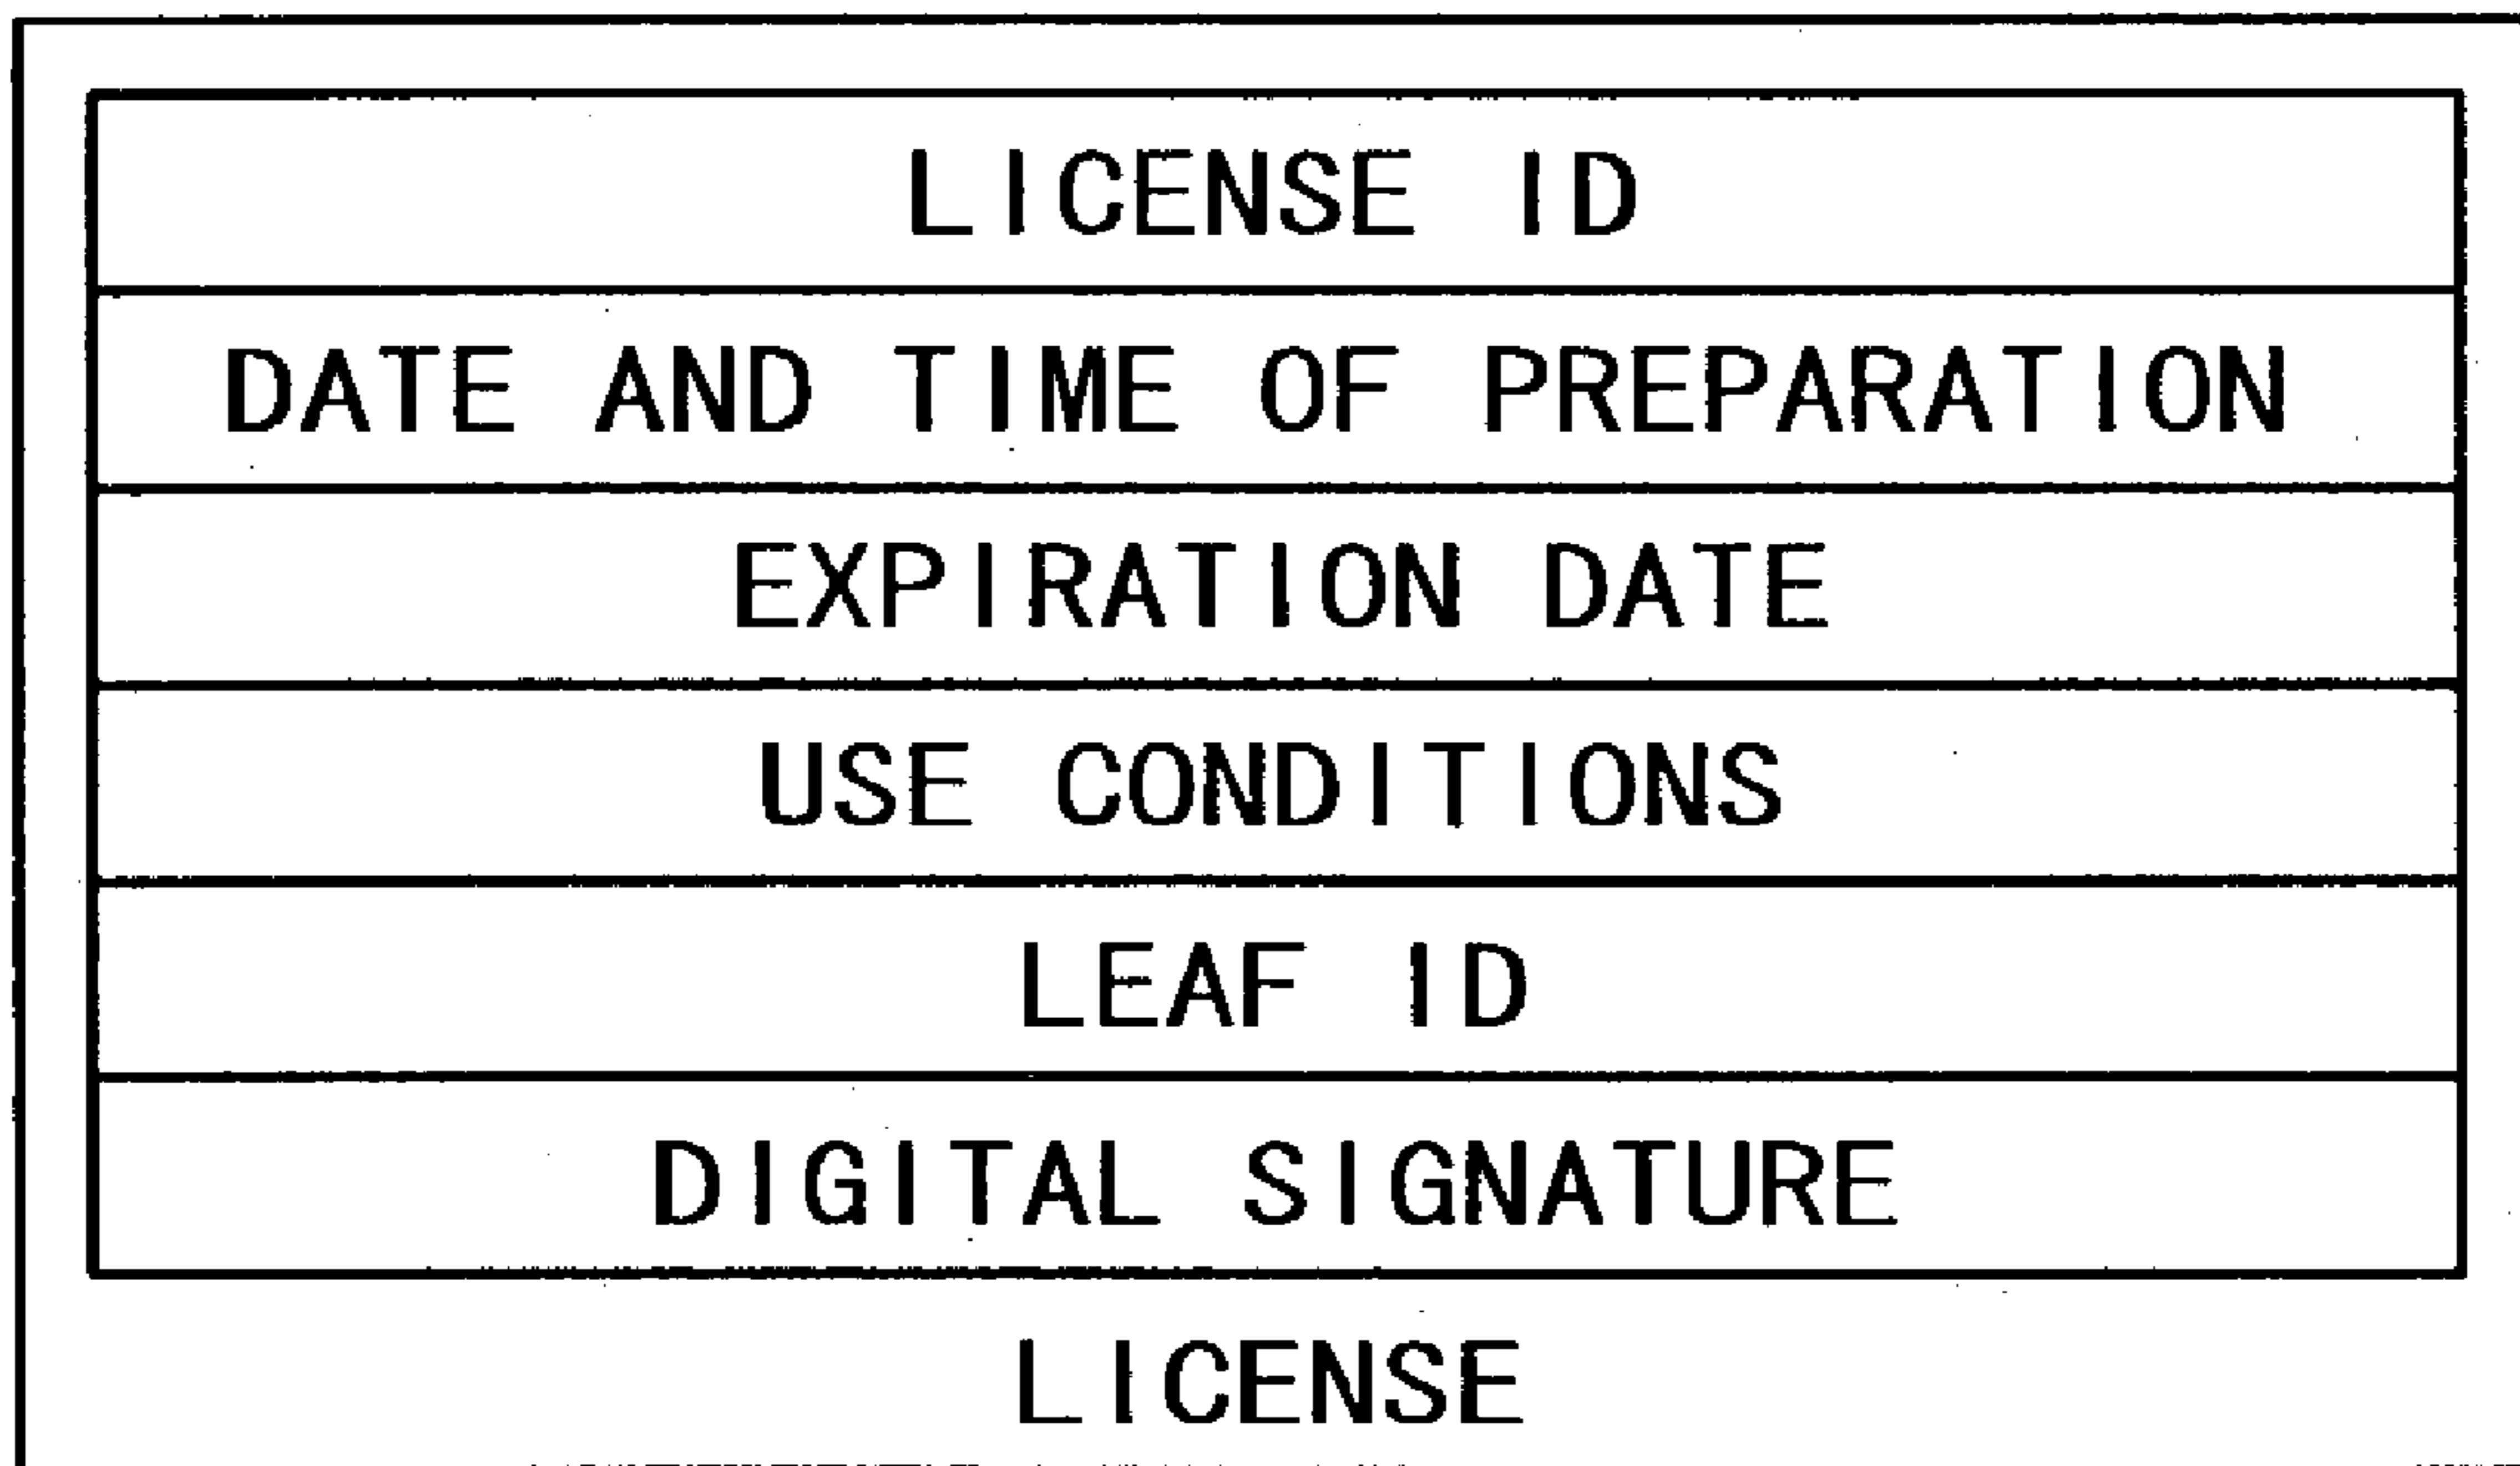 LICENSE ID
DATE AND TIME OF PREPARATION
EXPIRATION DATE
USE CONDITIONS
LEAF ID
DIGITAL SIGNATURE
LICENSE